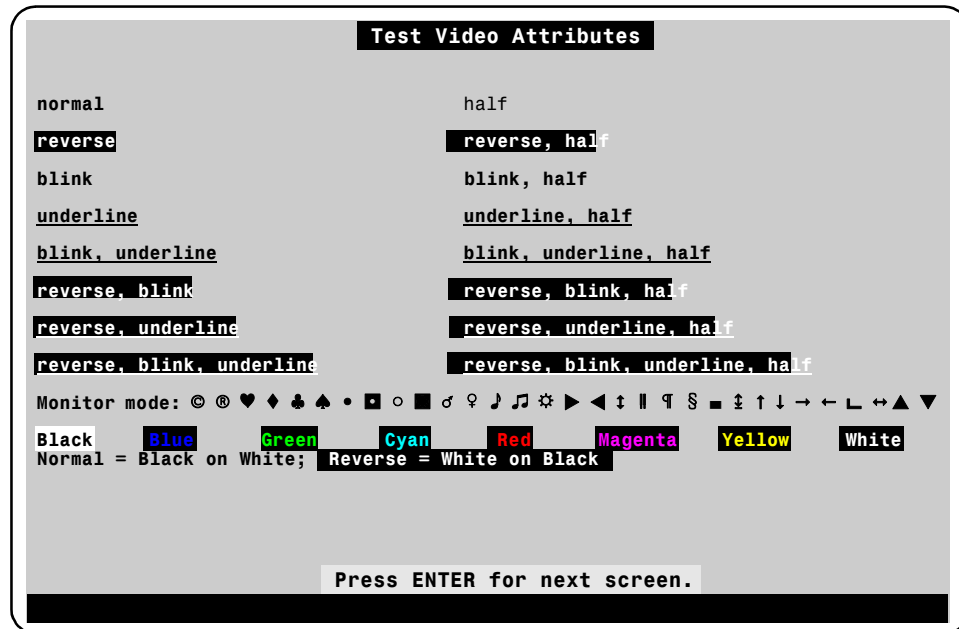 Test Video Attributes
normal half
reverse reverse, half
blink blink, half
underline underline, half
blink, underline blink, underline, half
reverse, blink reverse, blink, half
reverse, underline reverse, underline, half
reverse, blink, underline reverse, blink, underline, half
Monitor mode: © ® ♥ ♦ ♣ ♠ • ◘ ○ ■ ♂ ♀ ♪ ♫ ☼ ▶ ◀ ↕ ‖ ¶ § ▬ ↨ ↑ ↓ → ← ∟ ↔ ▲ ▼
Black Blue Green Cyan Red Magenta Yellow White
Normal = Black on White; Reverse = White on Black
Press ENTER for next screen.